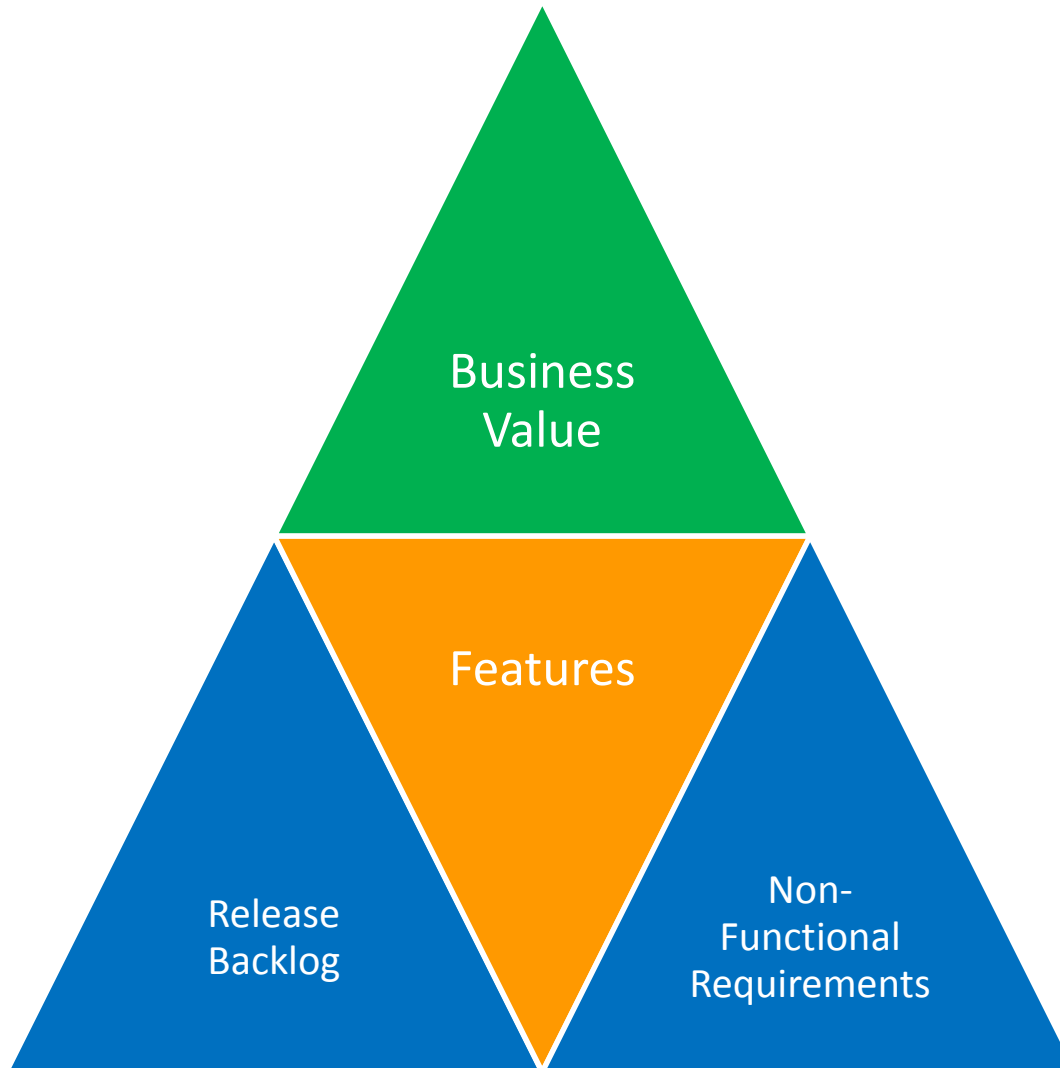 Business
Value
Features
Release
Backlog
Non-
Functional
Requirements